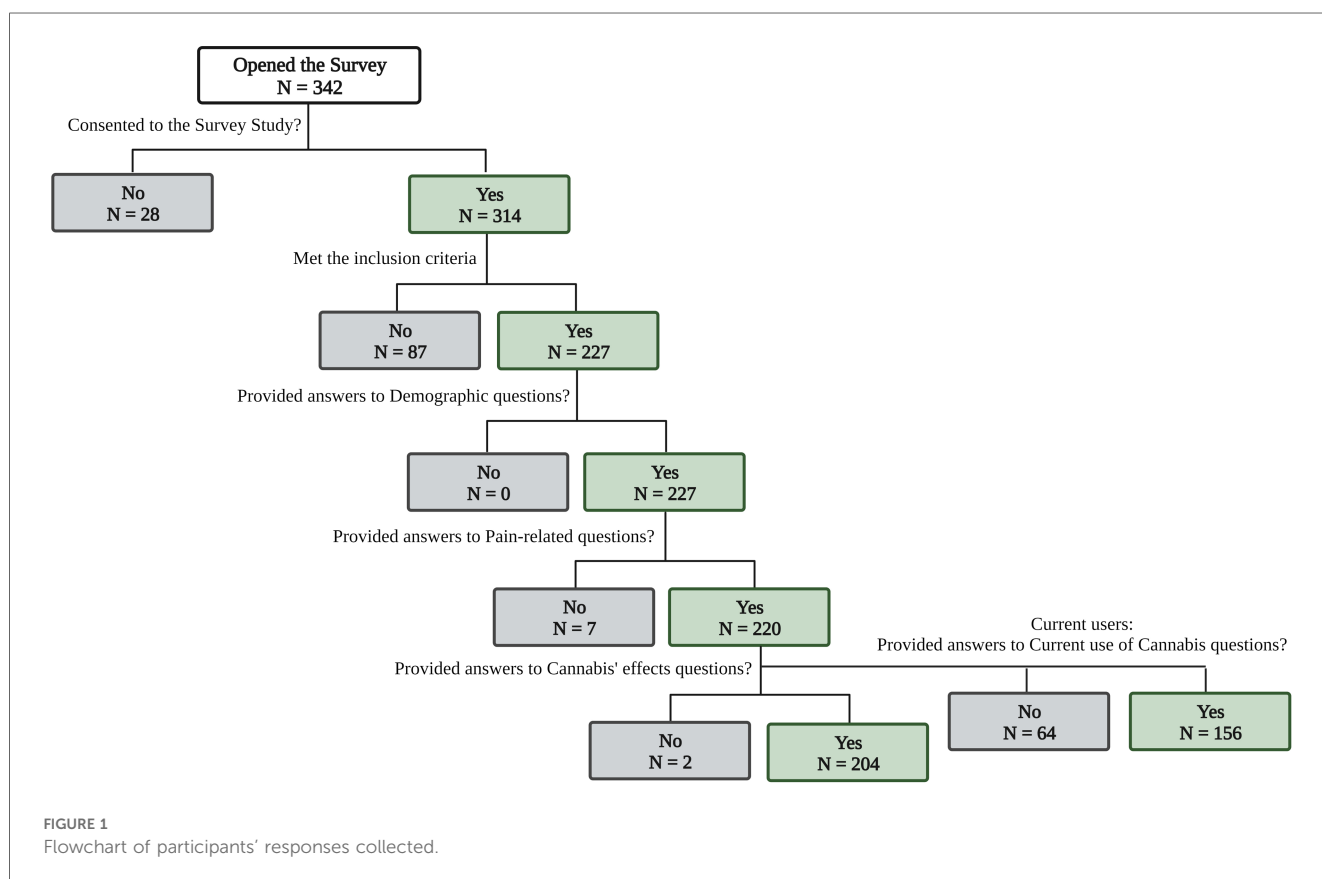 Opened the Survey
N = 342
Consented to the Survey Study?
No
N = 28
Yes
N = 314
Met the inclusion criteria
No
N = 87
Yes
N = 227
Provided answers to Demographic questions?
No
N = 0
Yes
N = 227
Provided answers to Pain-related questions?
No
N = 7
Yes
N = 220
Current users:
Provided answers to Current use of Cannabis questions?
Provided answers to Cannabis' effects questions?
No
N = 64
Yes
N = 156
No
N = 2
Yes
N = 204
FIGURE 1
Flowchart of participants’ responses collected.